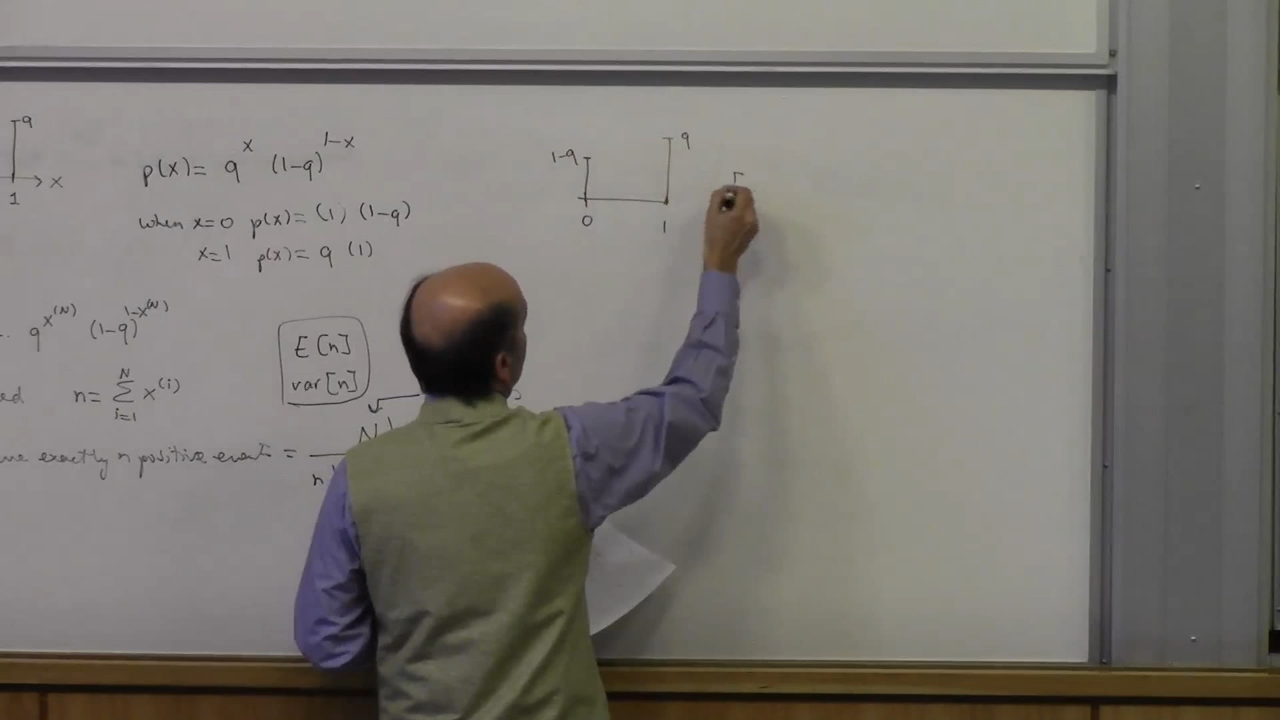 q
x
1
p(x) = q^x (1-q)^{1-x}
when x=0 p(x) = (1) (1-q)
x=1 p(x) = q (1)
q^{x^{(N)}} (1-q)^{1-x^{(N)}}
n = \sum_{i=1}^{N} x^{(i)}
exactly n positive events = N! n!
E[n]
var[n]
1-q
q
0
1